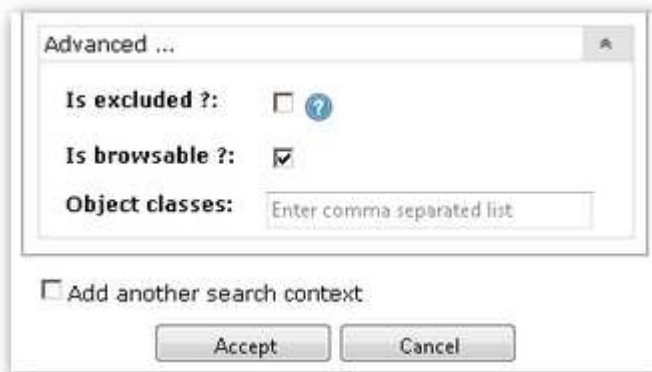 Advanced ...
Is excluded ?: ?
Is browsable ?:
Object classes: Enter comma separated list
Add another search context
Accept Cancel